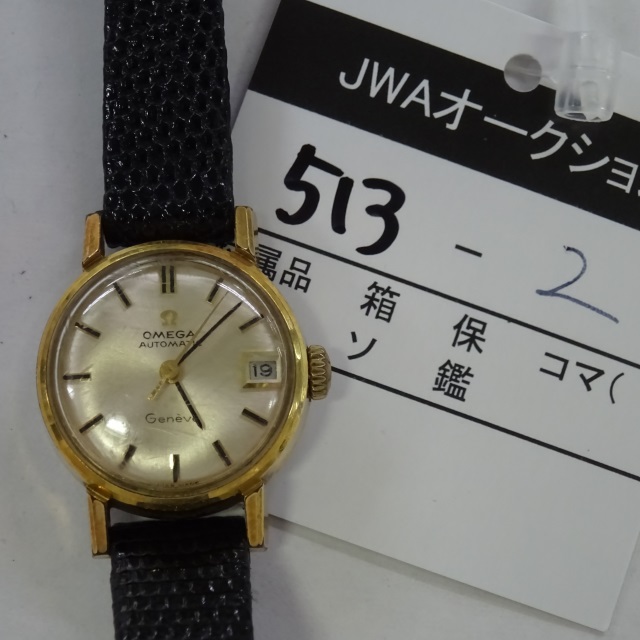 OMEGA
AUTOMATIC
Genève
19
JWAオークション
513 - 2
属品 箱 保 コマ(
ソ 鑑